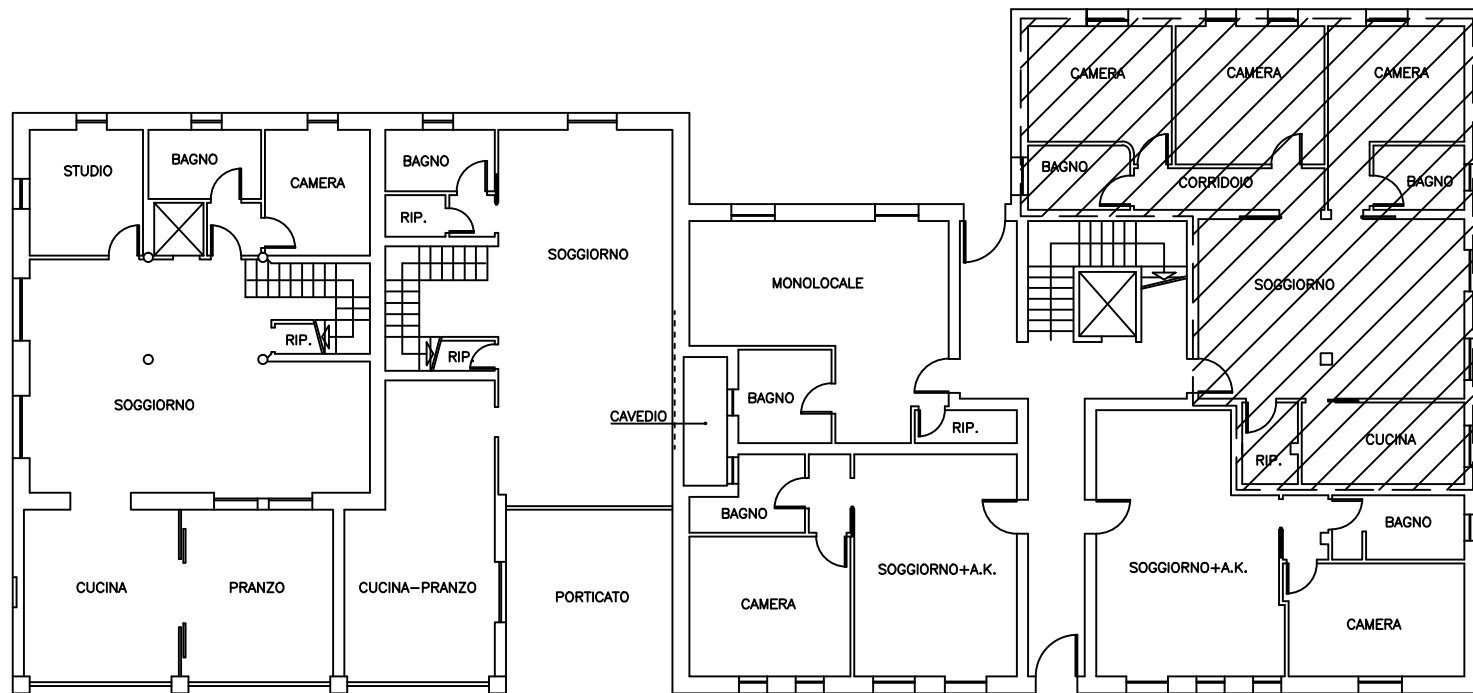 CAMERA
CAMERA
CAMERA
STUDIO
BAGNO
CAMERA
BAGNO
RIP.
BAGNO
CORRIDOIO
BAGNO
SOGGIORNO
MONOLOCALE
SOGGIORNO
RIP.
RIP.
SOGGIORNO
BAGNO
CAVEDIO
RIP.
CUCINA
RIP.
BAGNO
BAGNO
CUCINA
PRANZO
CUCINA-PRANZO
PORTICATO
CAMERA
SOGGIORNO+A.K.
SOGGIORNO+A.K.
CAMERA